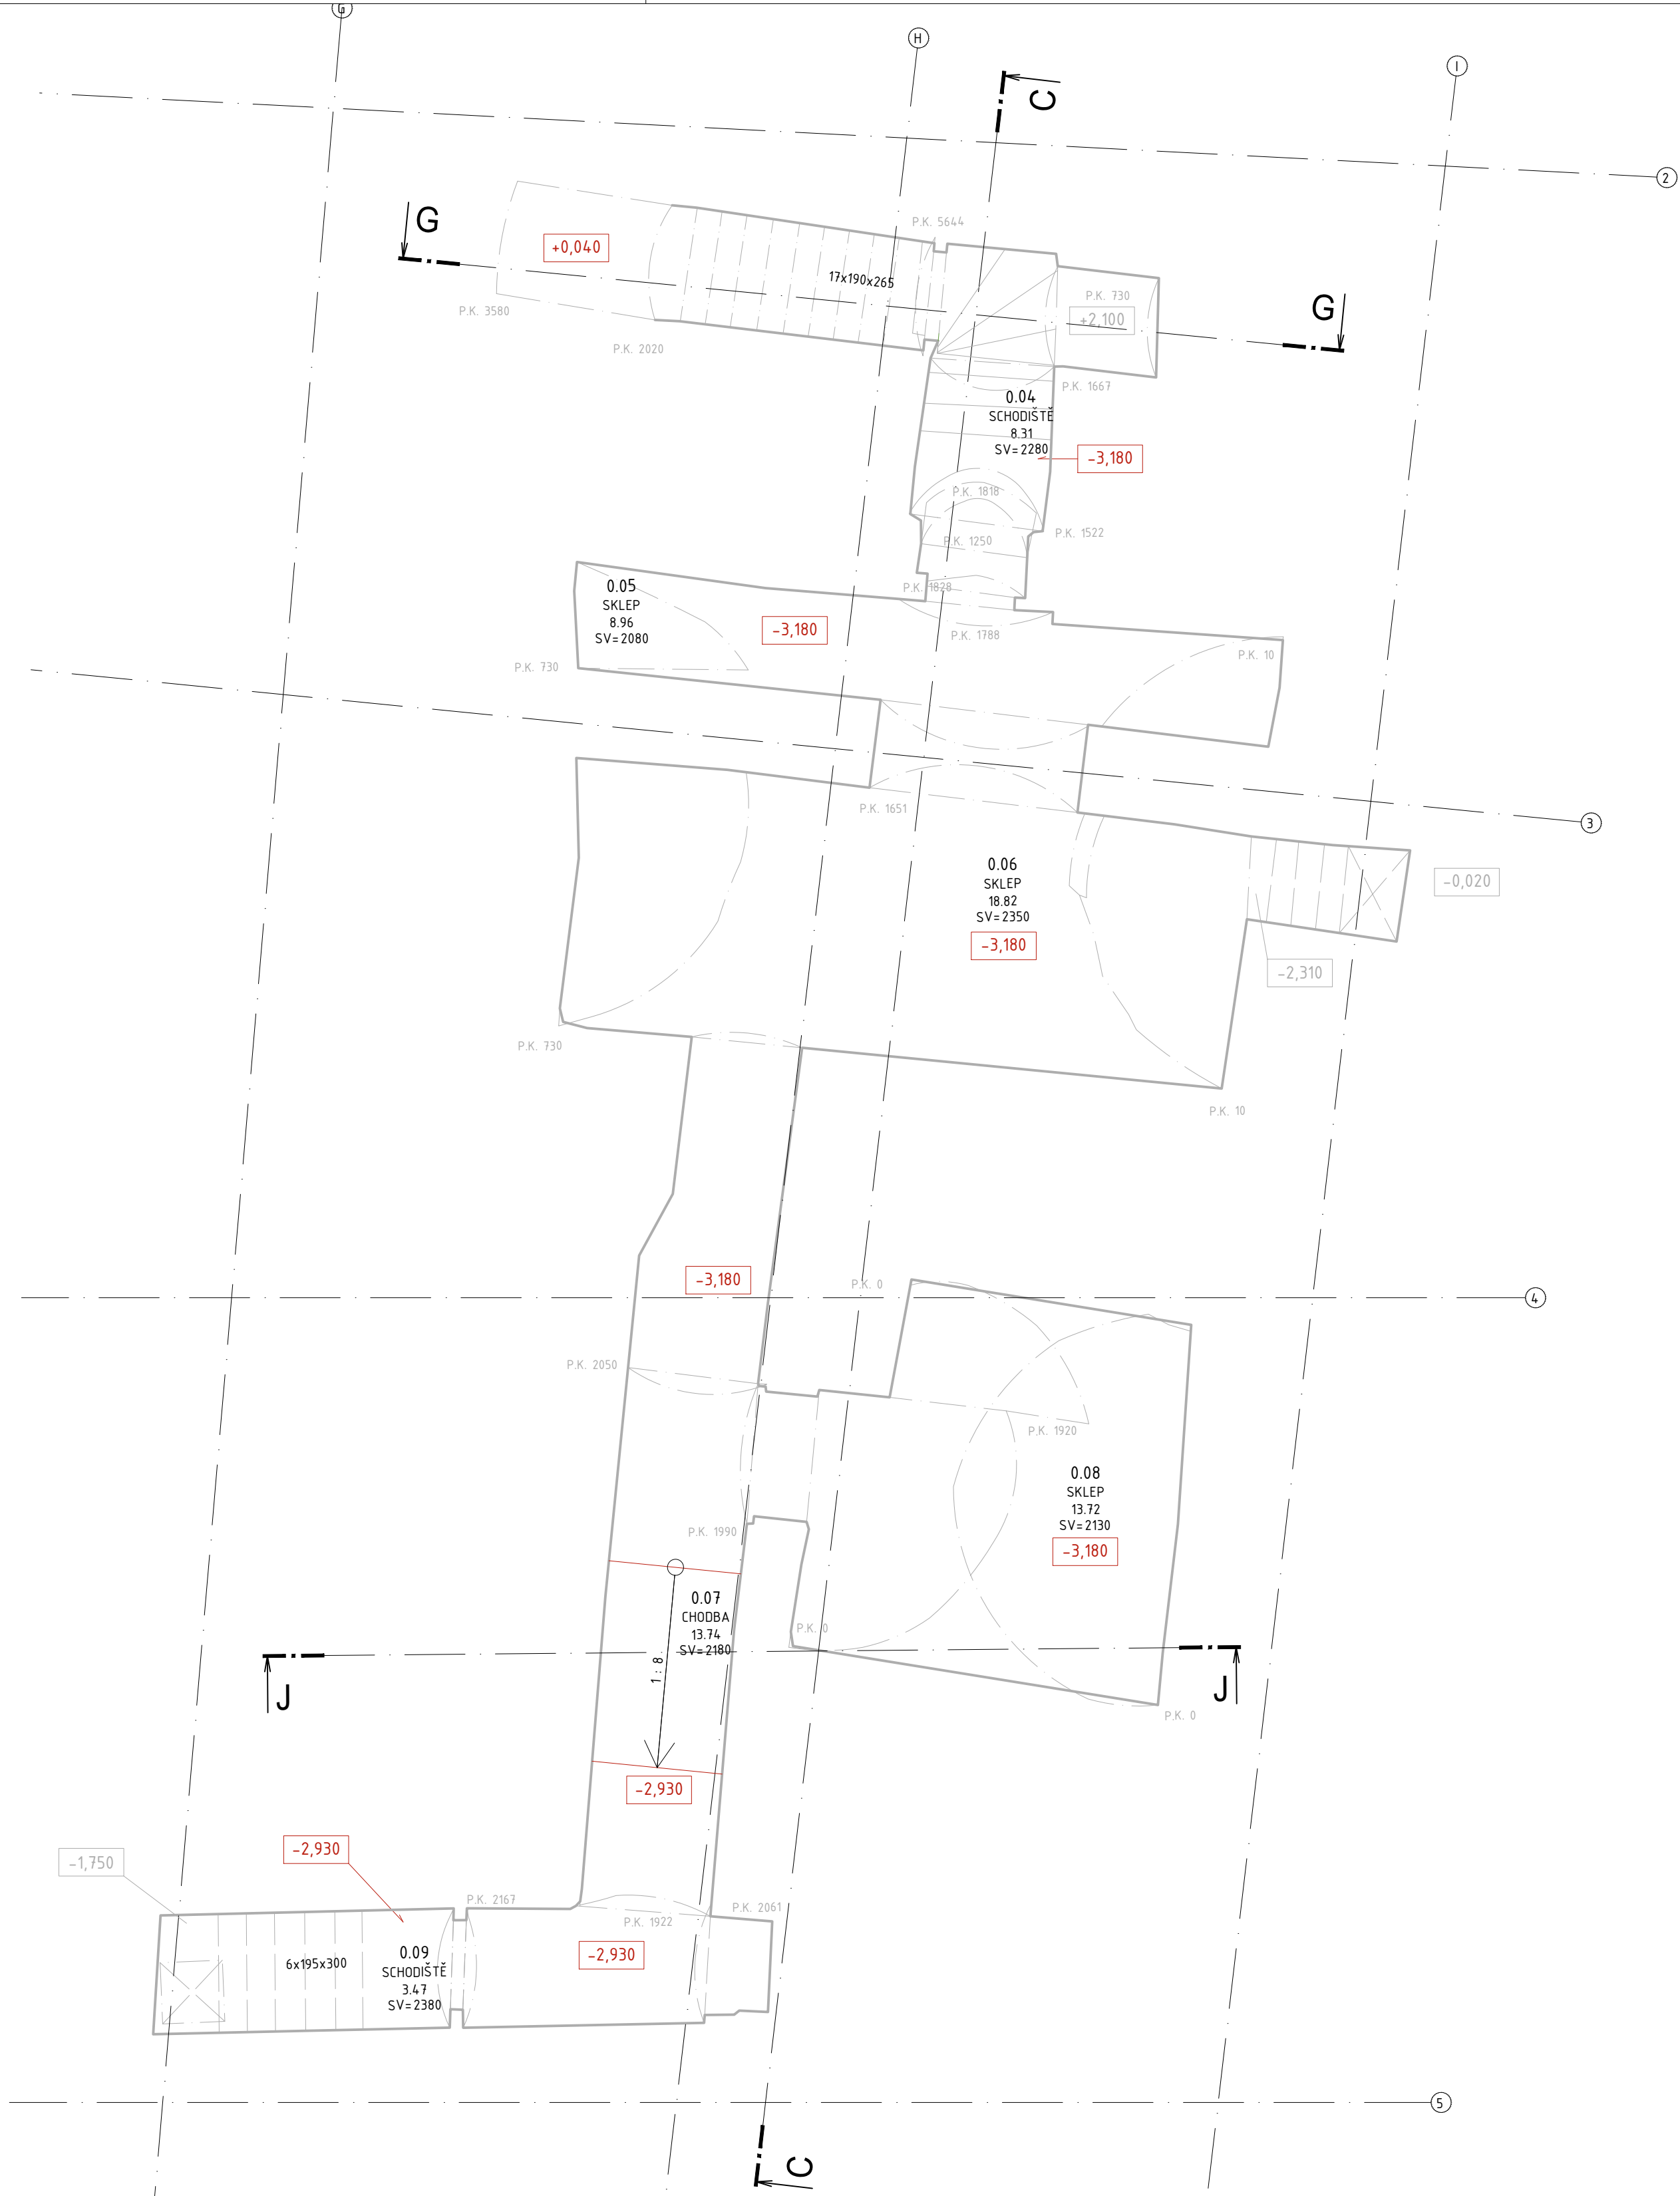 G
H
I
C
2
G
+0,040
P.K. 5644
17x190x265
P.K. 730
+2,100
G
P.K. 3580
P.K. 2020
P.K. 1667
0.04
SCHODIŠTĚ
8.31
SV=2280
-3,180
P.K. 1818
P.K. 1522
P.K. 1250
P.K. 1828
0.05
SKLEP
8.96
SV=2080
-3,180
P.K. 1788
P.K. 10
P.K. 730
P.K. 1651
3
0.06
SKLEP
18.82
SV=2350
-3,180
-0,020
-2,310
P.K. 730
P.K. 10
-3,180
P.K. 0
4
P.K. 2050
P.K. 1920
0.08
SKLEP
13.72
SV=2130
-3,180
P.K. 1990
0.07
CHODBA
13.74
SV=2180
1:8
P.K. 0
J
J
P.K. 0
-2,930
-2,930
-1,750
P.K. 2167
P.K. 1922
P.K. 2061
6x195x300
0.09
SCHODIŠTĚ
3.47
SV=2380
-2,930
5
C